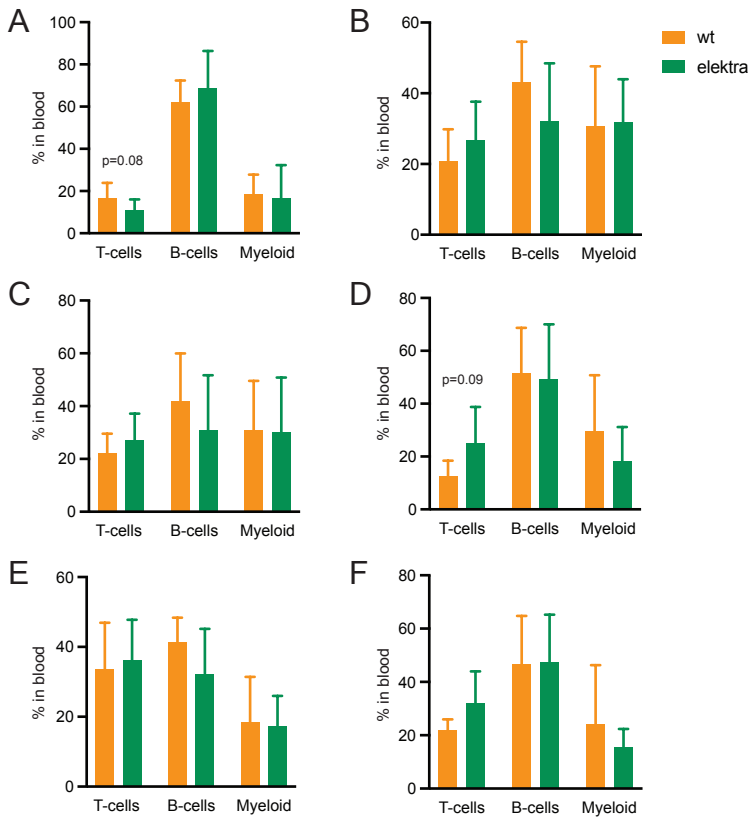 A
% in blood
100
80
60
40
20
0
p=0.08
T-cells B-cells Myeloid
B
% in blood
60
40
20
0
T-cells B-cells Myeloid
wt
elektra
C
% in blood
80
60
40
20
0
T-cells B-cells Myeloid
D
% in blood
80
60
40
20
0
p=0.09
T-cells B-cells Myeloid
E
% in blood
60
40
20
0
T-cells B-cells Myeloid
F
% in blood
80
60
40
20
0
T-cells B-cells Myeloid